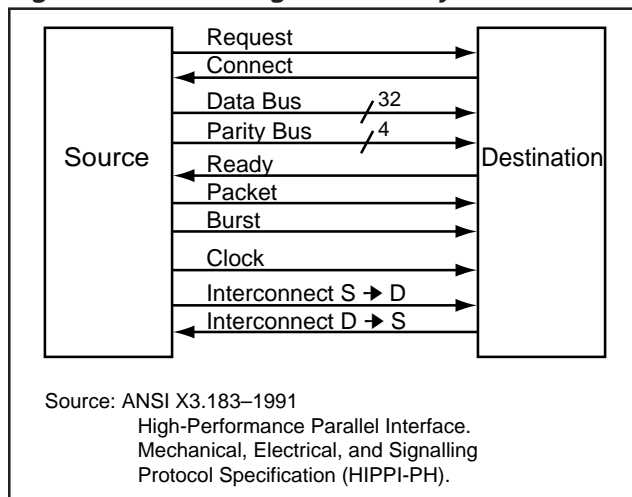 Request
Connect
Data Bus 32
Parity Bus 4
Source
Destination
Ready
Packet
Burst
Clock
Interconnect S → D
Interconnect D → S
Source: ANSI X3.183–1991
High-Performance Parallel Interface.
Mechanical, Electrical, and Signalling
Protocol Specification (HIPPI-PH).